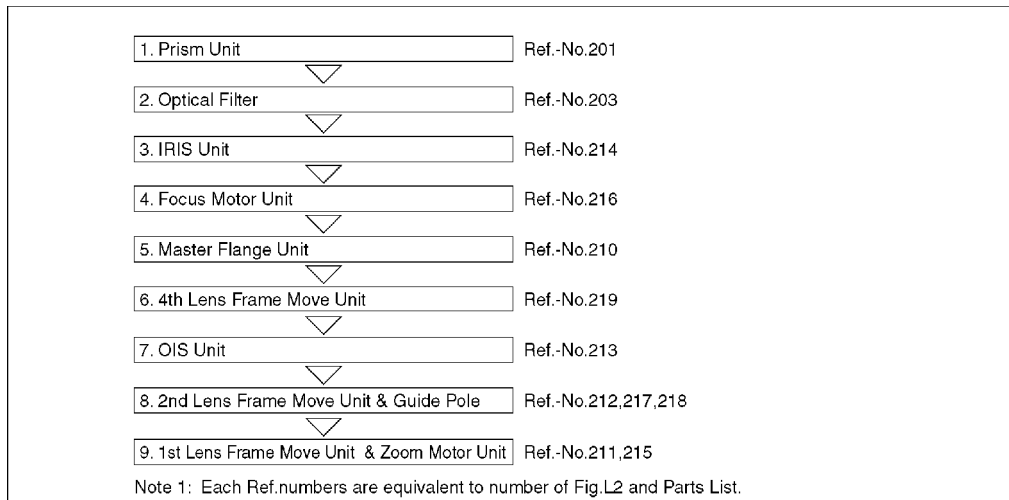 1. Prism Unit Ref.-No.201
2. Optical Filter Ref.-No.203
3. IRIS Unit Ref.-No.214
4. Focus Motor Unit Ref.-No.216
5. Master Flange Unit Ref.-No.210
6. 4th Lens Frame Move Unit Ref.-No.219
7. OIS Unit Ref.-No.213
8. 2nd Lens Frame Move Unit & Guide Pole Ref.-No.212,217,218
9. 1st Lens Frame Move Unit & Zoom Motor Unit Ref.-No.211,215
Note 1: Each Ref.numbers are equivalent to number of Fig.L2 and Parts List.